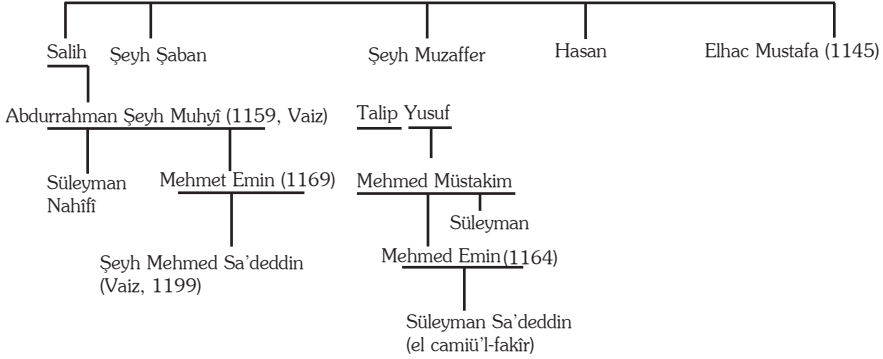 Salih Şeyh Şaban Şeyh Muzaffer Hasan Elhac Mustafa (1145)
Abdurrahman Şeyh Muhyî (1159, Vaiz) Talip Yusuf
Süleyman
Nahîfî
Mehmet Emin (1169) Mehmed Müstakim
Süleyman
Şeyh Mehmed Sa'deddin
(Vaiz, 1199)
Mehmed Emin (1164)
Süleyman Sa'deddin
(el camiü'l-fakîr)